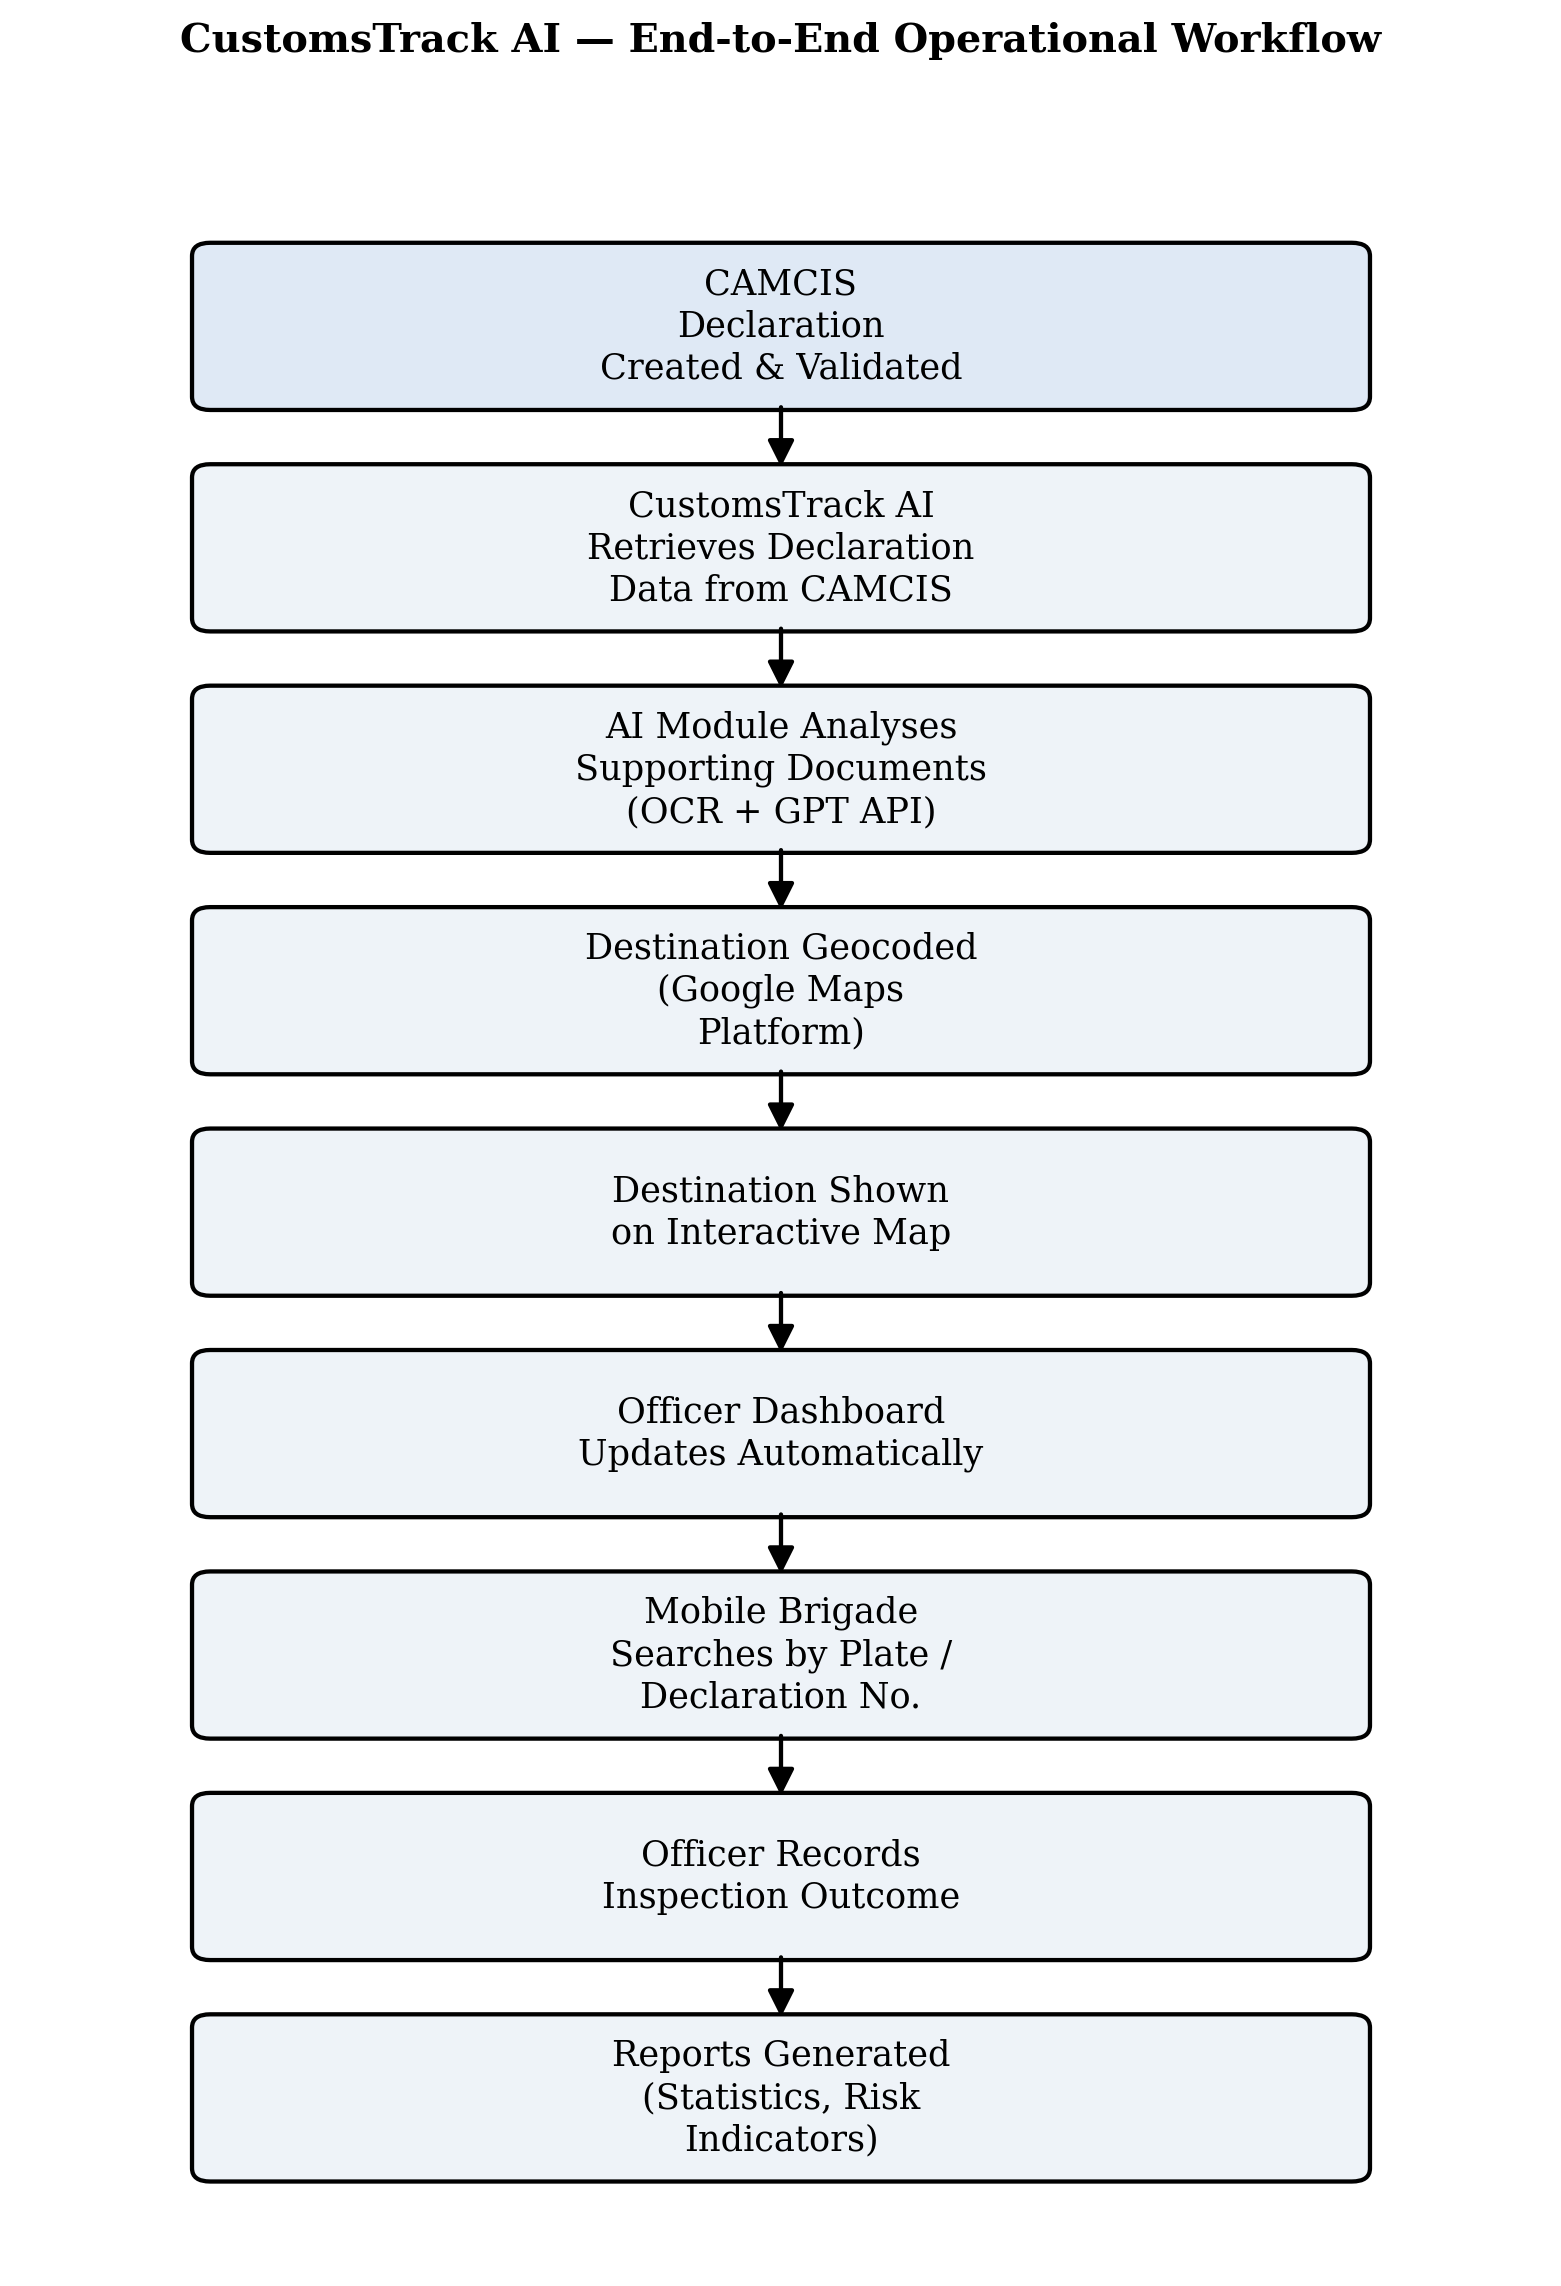 CustomsTrack AI — End-to-End Operational Workflow
CAMCIS
Declaration
Created & Validated
CustomsTrack AI
Retrieves Declaration
Data from CAMCIS
AI Module Analyses
Supporting Documents
(OCR + GPT API)
Destination Geocoded
(Google Maps
Platform)
Destination Shown
on Interactive Map
Officer Dashboard
Updates Automatically
Mobile Brigade
Searches by Plate /
Declaration No.
Officer Records
Inspection Outcome
Reports Generated
(Statistics, Risk
Indicators)